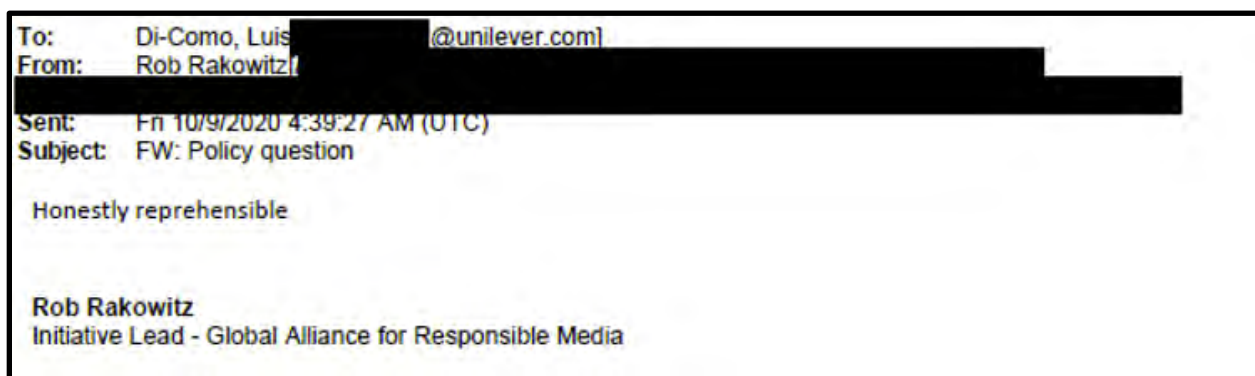 To: Di-Como, Luis @unilever.com]
From: Rob Rakowitz
Sent: Fri 10/9/2020 4:39:27 AM (UTC)
Subject: FW: Policy question
Honestly reprehensible
Rob Rakowitz
Initiative Lead - Global Alliance for Responsible Media